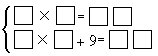 □ × □ = □ □
□ × □ + 9 = □ □